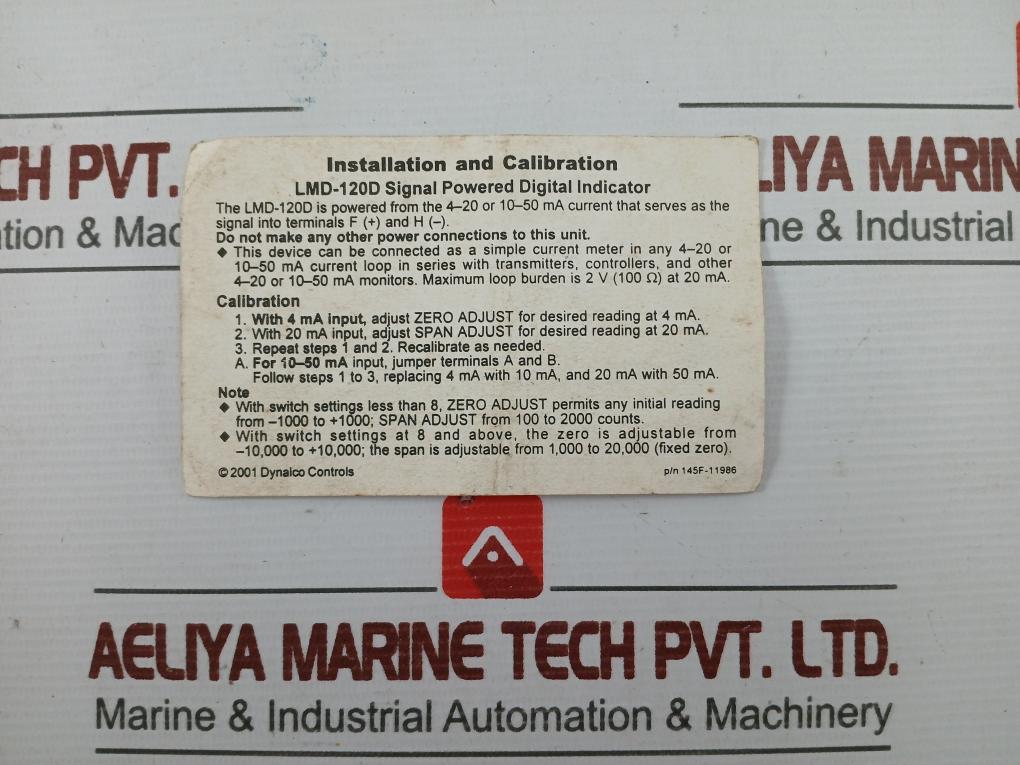 CH PVT.
tion & Mac
ELIYA MARIN
ne & Industrial
Installation and Calibration
LMD-120D Signal Powered Digital Indicator
The LMD-120D is powered from the 4–20 or 10–50 mA current that serves as the
signal into terminals F (+) and H (–).
Do not make any other power connections to this unit.
◆ This device can be connected as a simple current meter in any 4–20 or
10–50 mA current loop in series with transmitters, controllers, and other
4–20 or 10–50 mA monitors. Maximum loop burden is 2 V (100 Ω) at 20 mA.
Calibration
1. With 4 mA input, adjust ZERO ADJUST for desired reading at 4 mA.
2. With 20 mA input, adjust SPAN ADJUST for desired reading at 20 mA.
3. Repeat steps 1 and 2. Recalibrate as needed.
A. For 10–50 mA input, jumper terminals A and B.
Follow steps 1 to 3, replacing 4 mA with 10 mA, and 20 mA with 50 mA.
Note
◆ With switch settings less than 8, ZERO ADJUST permits any initial reading
from –1000 to +1000; SPAN ADJUST from 100 to 2000 counts.
◆ With switch settings at 8 and above, the zero is adjustable from
–10,000 to +10,000; the span is adjustable from 1,000 to 20,000 (fixed zero).
© 2001 Dynalco Controls
p/n 145F-11986
AELIYA MARINE TECH PVT. LTD.
Marine & Industrial Automation & Machinery